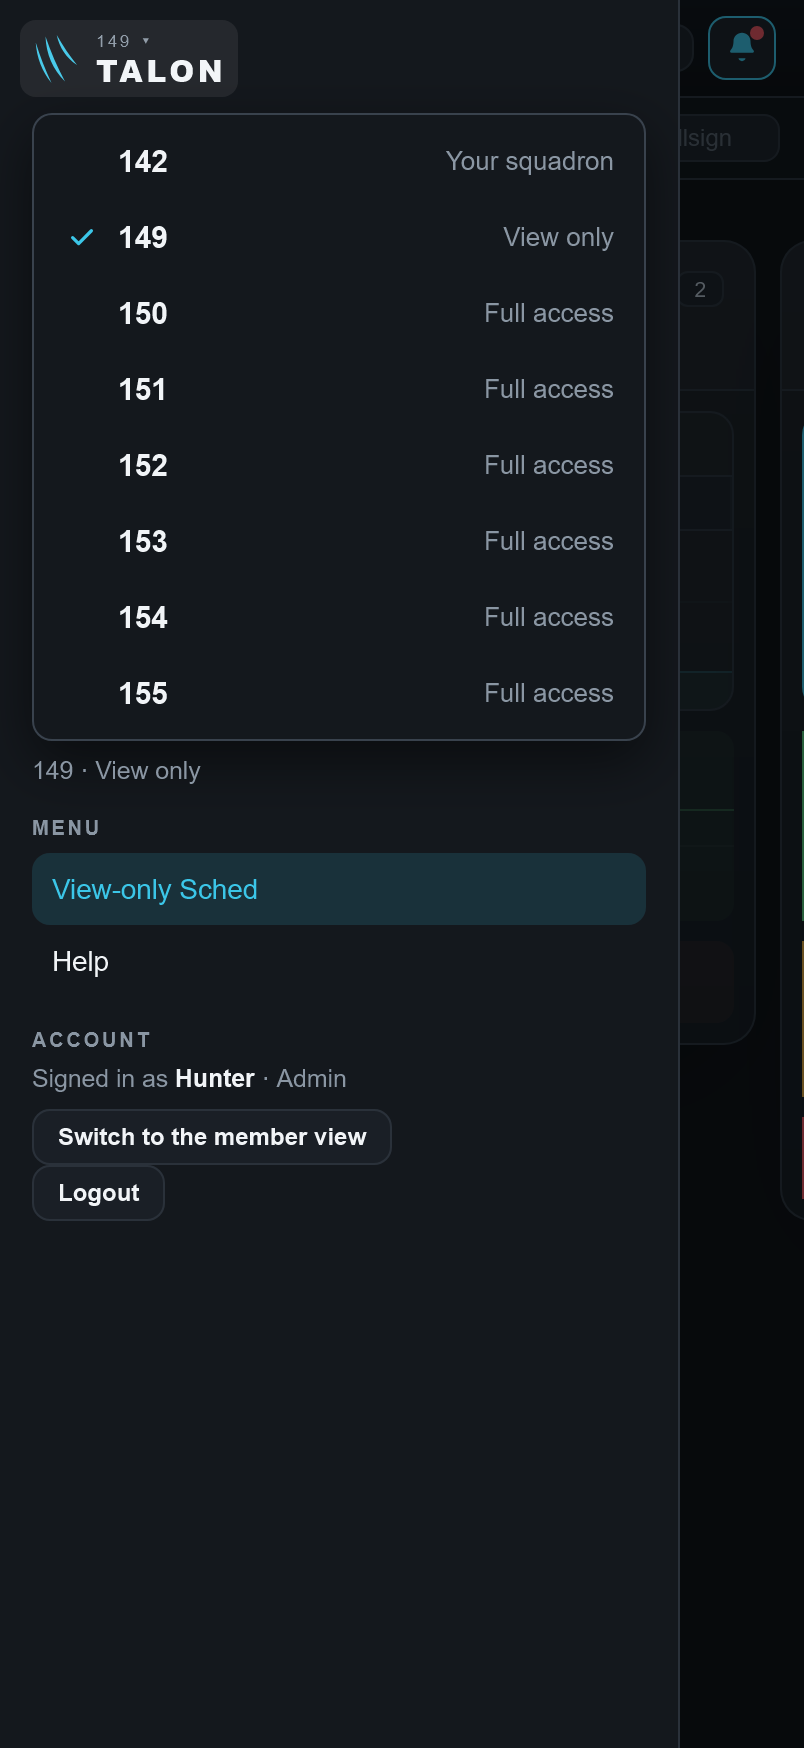 149 ▾
TALON
142 Your squadron
149 View only
150 Full access
151 Full access
152 Full access
153 Full access
154 Full access
155 Full access
149 · View only
MENU
View-only Sched
Help
ACCOUNT
Signed in as Hunter · Admin
Switch to the member view
Logout
llsign
2